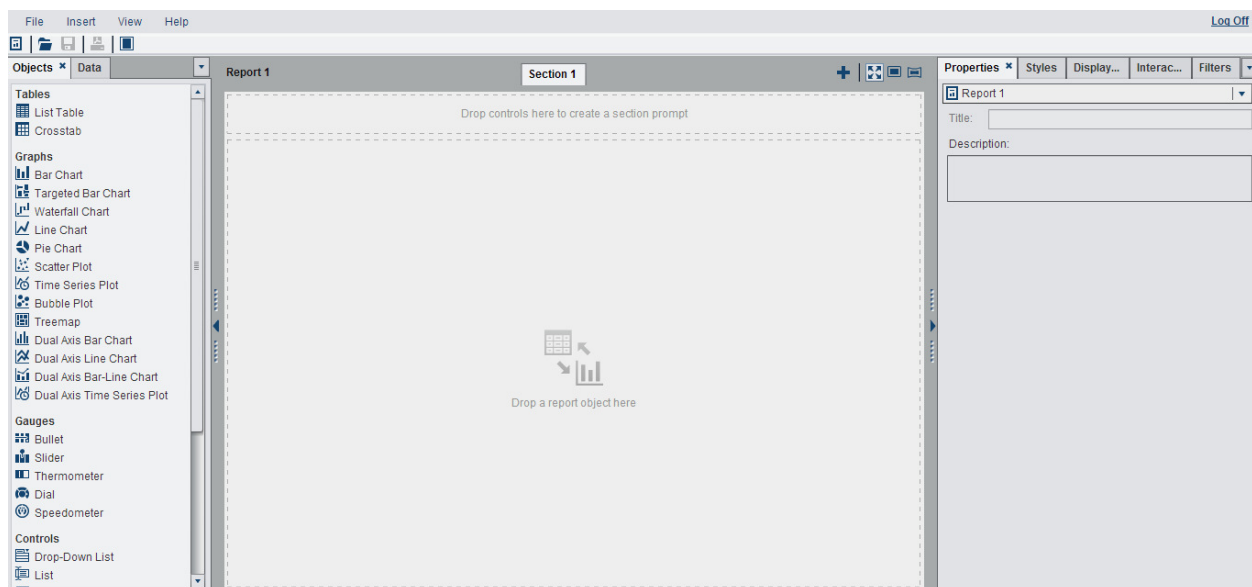 File Insert View Help Log Off
Objects × Data
Report 1
Section 1
Properties × Styles Display... Interac... Filters
Tables
List Table
Crosstab
Graphs
Bar Chart
Targeted Bar Chart
Waterfall Chart
Line Chart
Pie Chart
Scatter Plot
Time Series Plot
Bubble Plot
Treemap
Dual Axis Bar Chart
Dual Axis Line Chart
Dual Axis Bar-Line Chart
Dual Axis Time Series Plot
Gauges
Bullet
Slider
Thermometer
Dial
Speedometer
Controls
Drop-Down List
List
Drop controls here to create a section prompt
Drop a report object here
Report 1
Title:
Description: